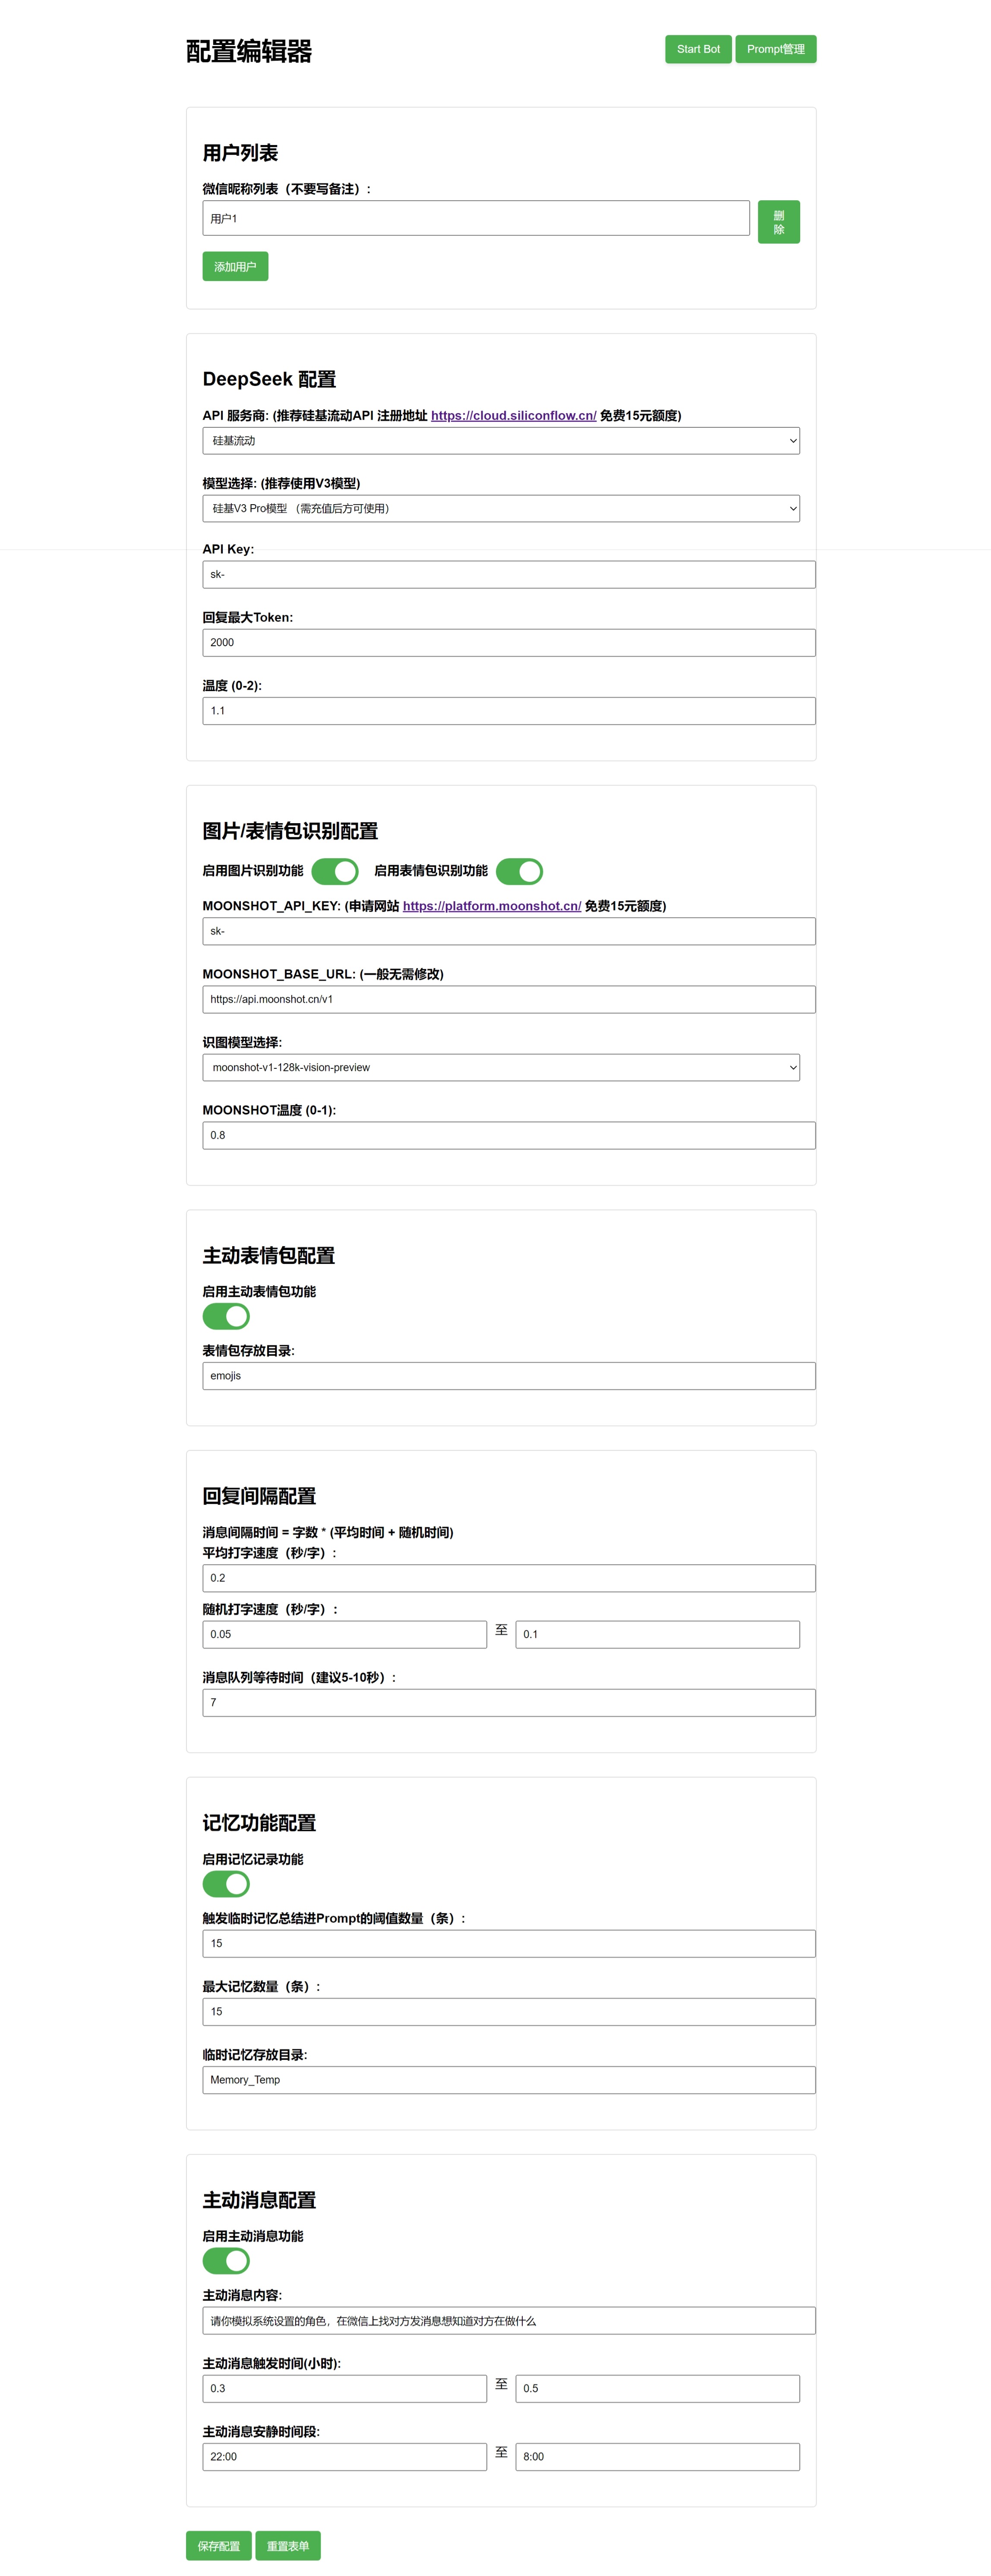 配置编辑器
Start Bot
Prompt管理
用户列表
微信昵称列表（不要写备注）:
用户1
删
除
添加用户
DeepSeek 配置
API 服务商: (推荐硅基流动API 注册地址 https://cloud.siliconflow.cn/ 免费15元额度)
硅基流动
模型选择: (推荐使用V3模型)
硅基V3 Pro模型 （需充值后方可使用）
API Key:
sk-
回复最大Token:
2000
温度 (0-2):
1.1
图片/表情包识别配置
启用图片识别功能
启用表情包识别功能
MOONSHOT_API_KEY: (申请网站 https://platform.moonshot.cn/ 免费15元额度)
sk-
MOONSHOT_BASE_URL: (一般无需修改)
https://api.moonshot.cn/v1
识图模型选择:
moonshot-v1-128k-vision-preview
MOONSHOT温度 (0-1):
0.8
主动表情包配置
启用主动表情包功能
表情包存放目录:
emojis
回复间隔配置
消息间隔时间 = 字数 * (平均时间 + 随机时间)
平均打字速度（秒/字）:
0.2
随机打字速度（秒/字）:
0.05 至 0.1
消息队列等待时间（建议5-10秒）:
7
记忆功能配置
启用记忆记录功能
触发临时记忆总结进Prompt的阈值数量（条）:
15
最大记忆数量（条）:
15
临时记忆存放目录:
Memory_Temp
主动消息配置
启用主动消息功能
主动消息内容:
请你模拟系统设置的角色，在微信上找对方发消息想知道对方在做什么
主动消息触发时间(小时):
0.3 至 0.5
主动消息安静时间段:
22:00 至 8:00
保存配置
重置表单